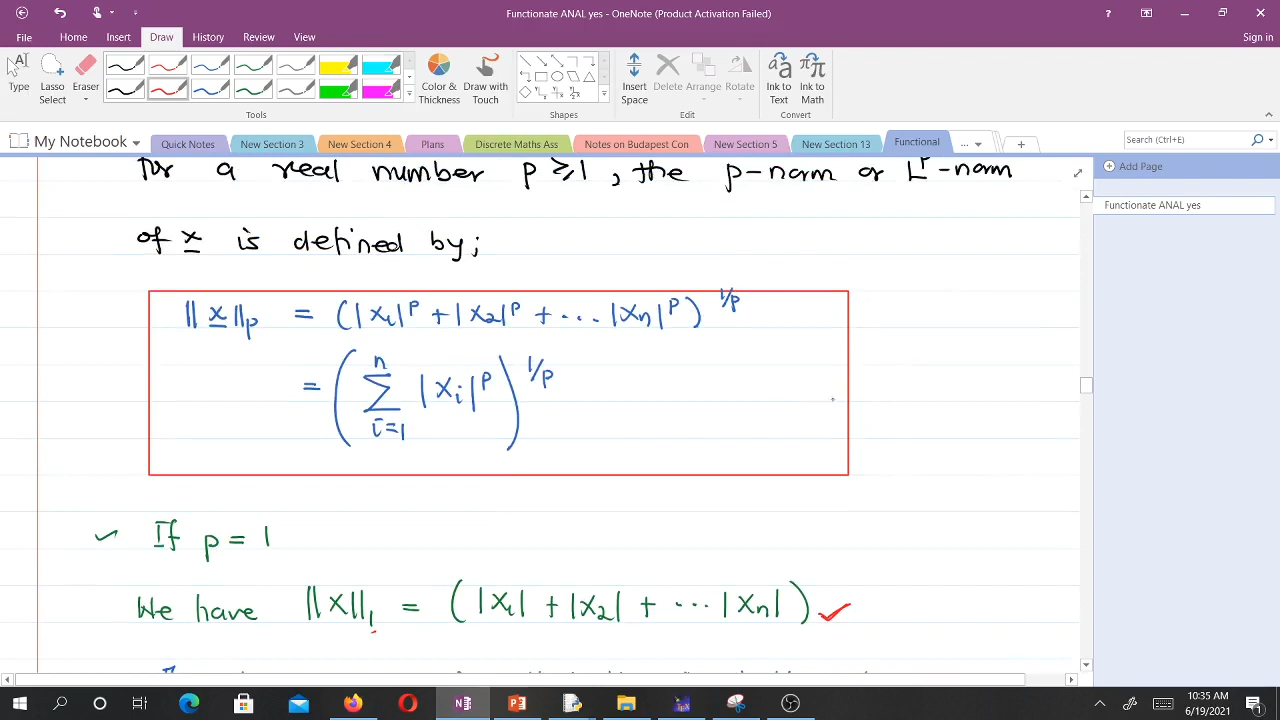 Functionate ANAL yes - OneNote (Product Activation Failed)
File Home Insert Draw History Review View
Sign in
Type
Lasso Select
Eraser
Color & Thickness
Draw with Touch
Insert Space
Delete Arrange Rotate
Ink to Text
Ink to Math
Tools
Shapes
Edit
Convert
My Notebook
Quick Notes New Section 3 New Section 4 Plans Discrete Maths Ass Notes on Budapest Con New Section 5 New Section 13 Functional ...
Search (Ctrl+E)
Add Page
Functionate ANAL yes
For a real number p ≥ 1, the p-norm or L^p-norm
of x is defined by;
||x||_p = (|x_1|^p + |x_2|^p + ... |x_n|^p)^{1/p}
= (∑_{i=1}^{n} |x_i|^p)^{1/p}
✓ If p = 1
We have ||x||_1 = (|x_1| + |x_2| + ... |x_n|) ✓
10:35 AM
6/19/2021